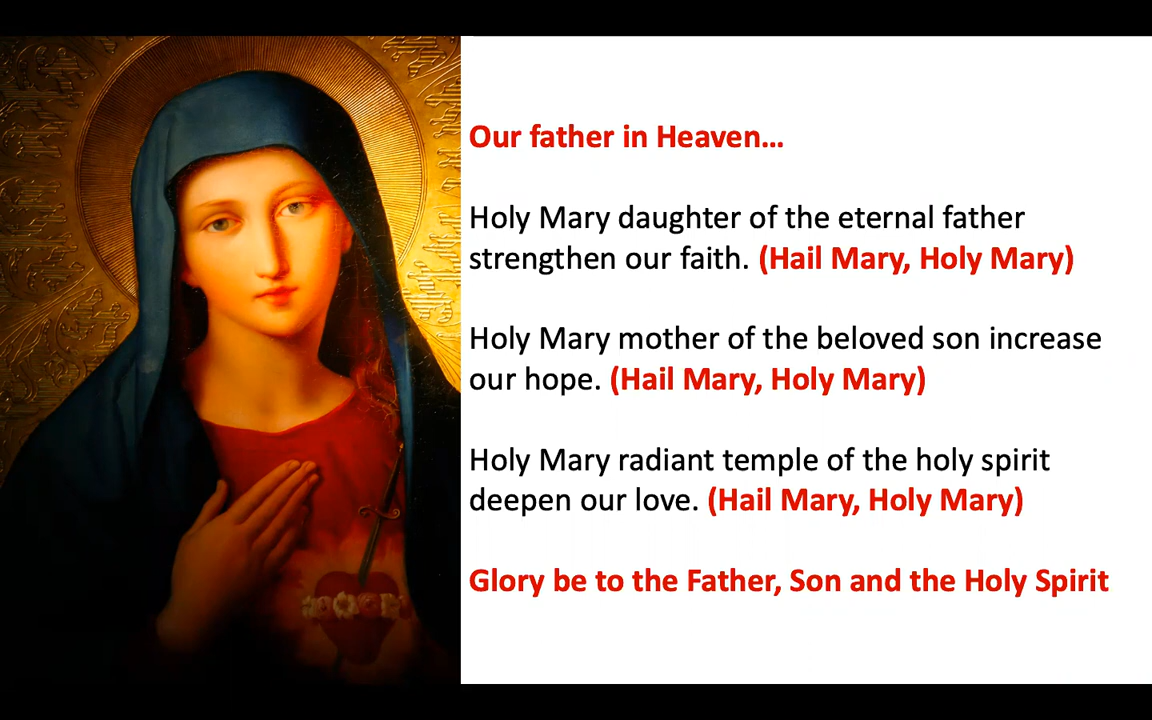 Our father in Heaven...
Holy Mary daughter of the eternal father
strengthen our faith. (Hail Mary, Holy Mary)
Holy Mary mother of the beloved son increase
our hope. (Hail Mary, Holy Mary)
Holy Mary radiant temple of the holy spirit
deepen our love. (Hail Mary, Holy Mary)
Glory be to the Father, Son and the Holy Spirit